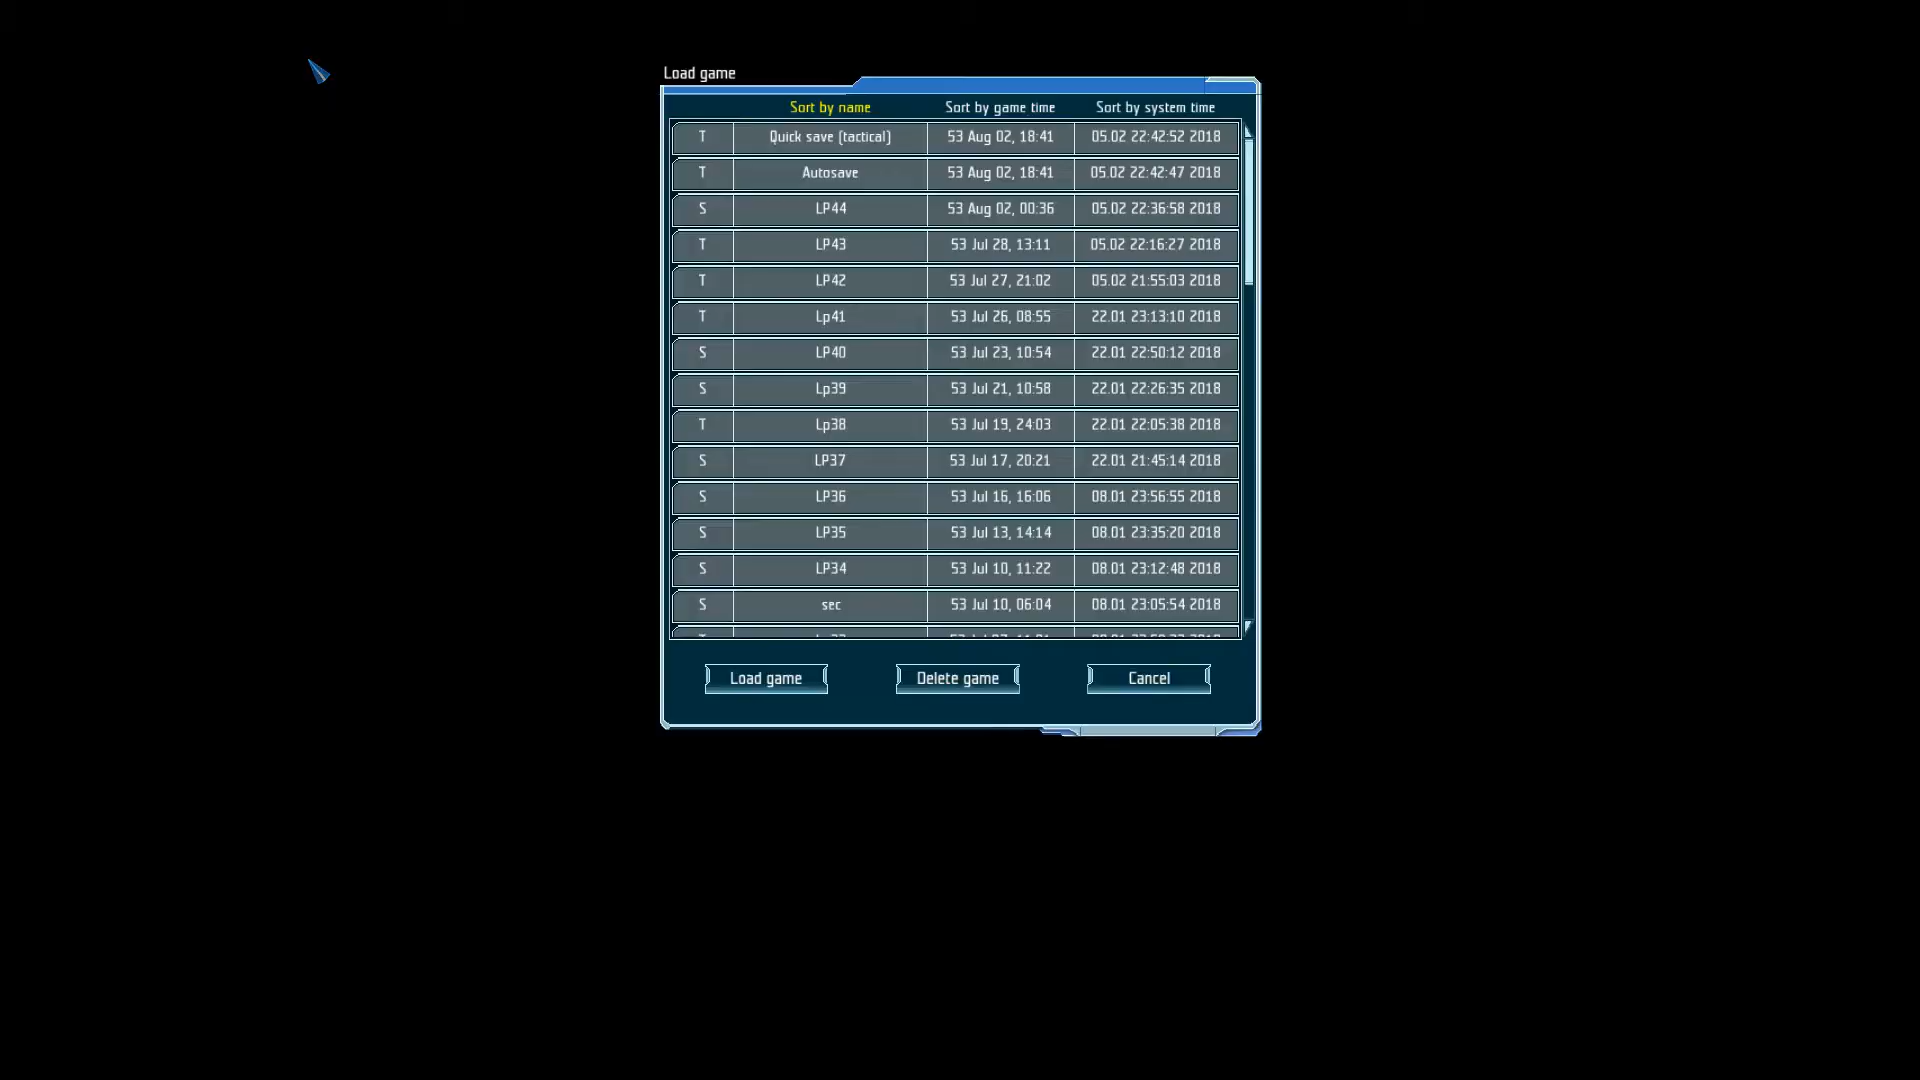 Load game
Sort by name Sort by game time Sort by system time
T Quick save (tactical) 53 Aug 02, 18:41 05.02 22:42:52 2018
T Autosave 53 Aug 02, 18:41 05.02 22:42:47 2018
S LP44 53 Aug 02, 00:36 05.02 22:36:58 2018
T LP43 53 Jul 28, 13:11 05.02 22:16:27 2018
T LP42 53 Jul 27, 21:02 05.02 21:55:03 2018
T Lp41 53 Jul 26, 08:55 22.01 23:13:10 2018
S LP40 53 Jul 23, 10:54 22.01 22:50:12 2018
S Lp39 53 Jul 21, 10:58 22.01 22:26:35 2018
T Lp38 53 Jul 19, 24:03 22.01 22:05:38 2018
S LP37 53 Jul 17, 20:21 22.01 21:45:14 2018
S LP36 53 Jul 16, 16:06 08.01 23:56:55 2018
S LP35 53 Jul 13, 14:14 08.01 23:35:20 2018
S LP34 53 Jul 10, 11:22 08.01 23:12:48 2018
S sec 53 Jul 10, 06:04 08.01 23:05:54 2018
Load game Delete game Cancel